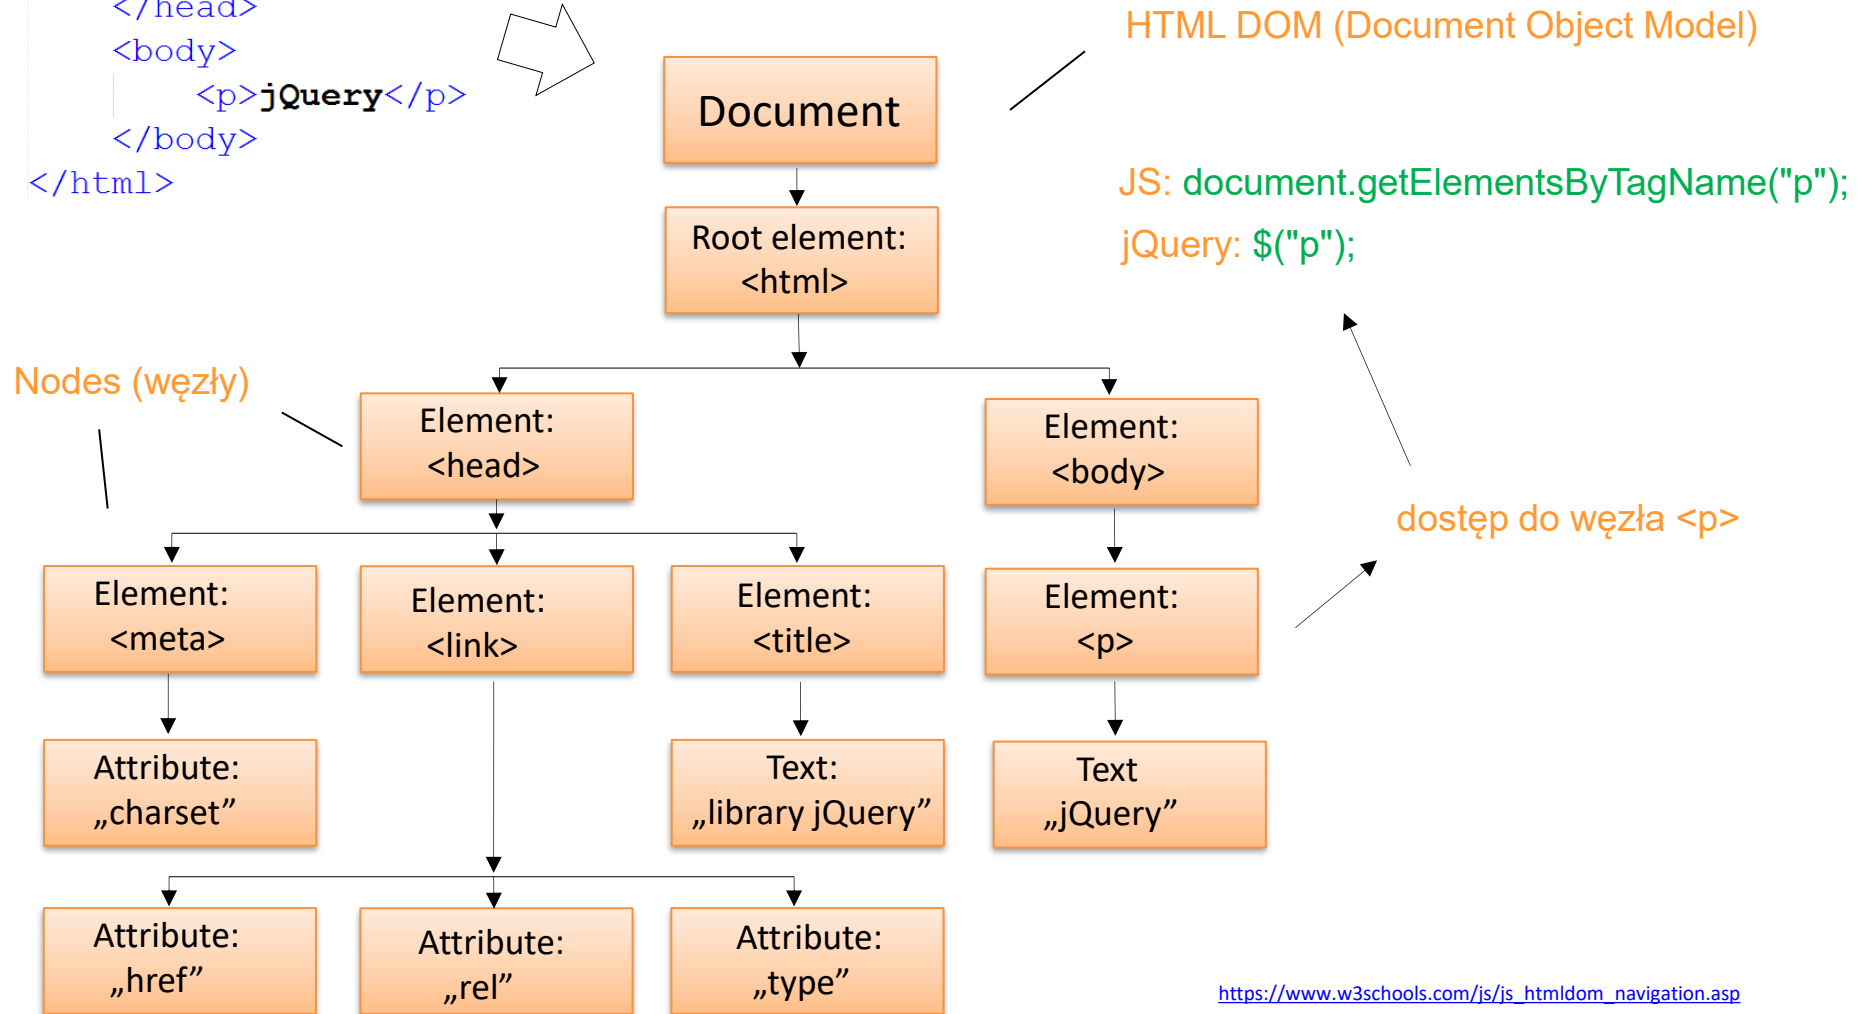 </head>
<body>
<p>jQuery</p>
</body>
</html>
HTML DOM (Document Object Model)
Document
JS: document.getElementsByTagName("p");
jQuery: $("p");
Root element:
<html>
Nodes (węzły)
Element:
<head>
Element:
<body>
dostęp do węzła <p>
Element:
<meta>
Element:
<link>
Element:
<title>
Element:
<p>
Attribute:
„charset”
Text:
„library jQuery”
Text
„jQuery”
Attribute:
„href”
Attribute:
„rel”
Attribute:
„type”
https://www.w3schools.com/js/js_htmldom_navigation.asp